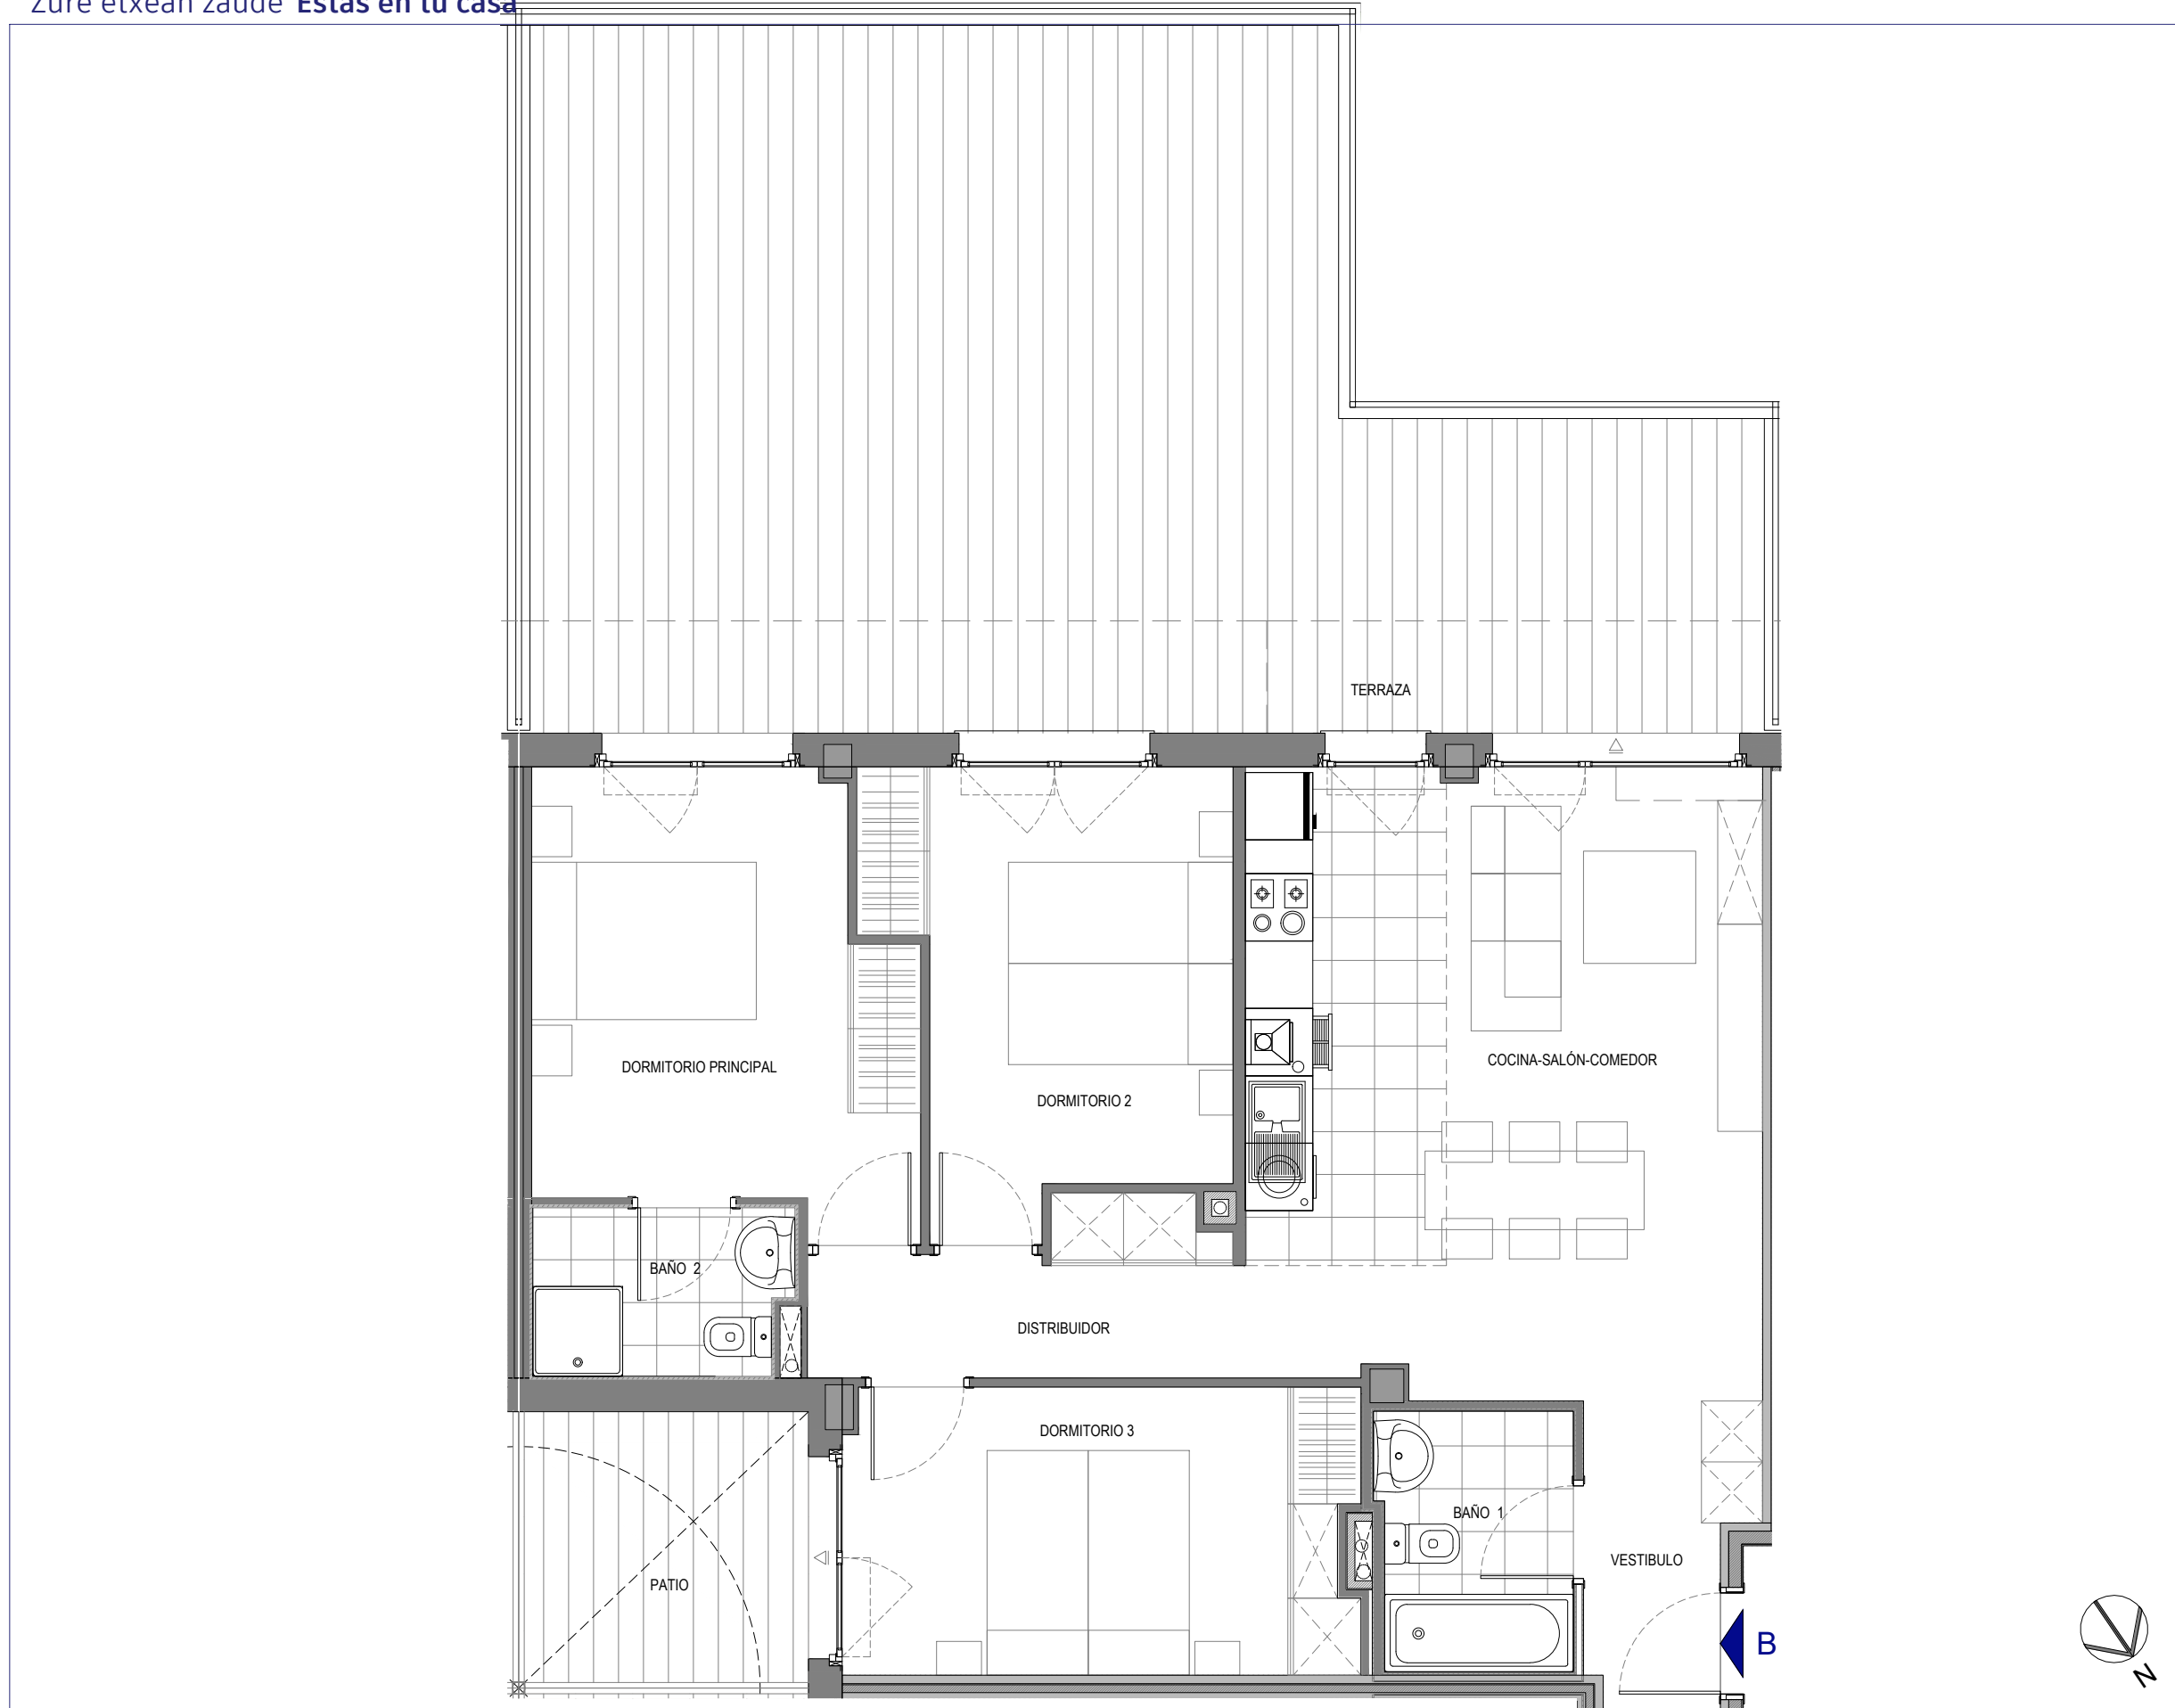 Zure etxean zaude Estás en tu casa
TERRAZA
DORMITORIO PRINCIPAL
DORMITORIO 2
COCINA-SALÓN-COMEDOR
BAÑO 2
DISTRIBUIDOR
DORMITORIO 3
BAÑO 1
VESTIBULO
PATIO
B
N